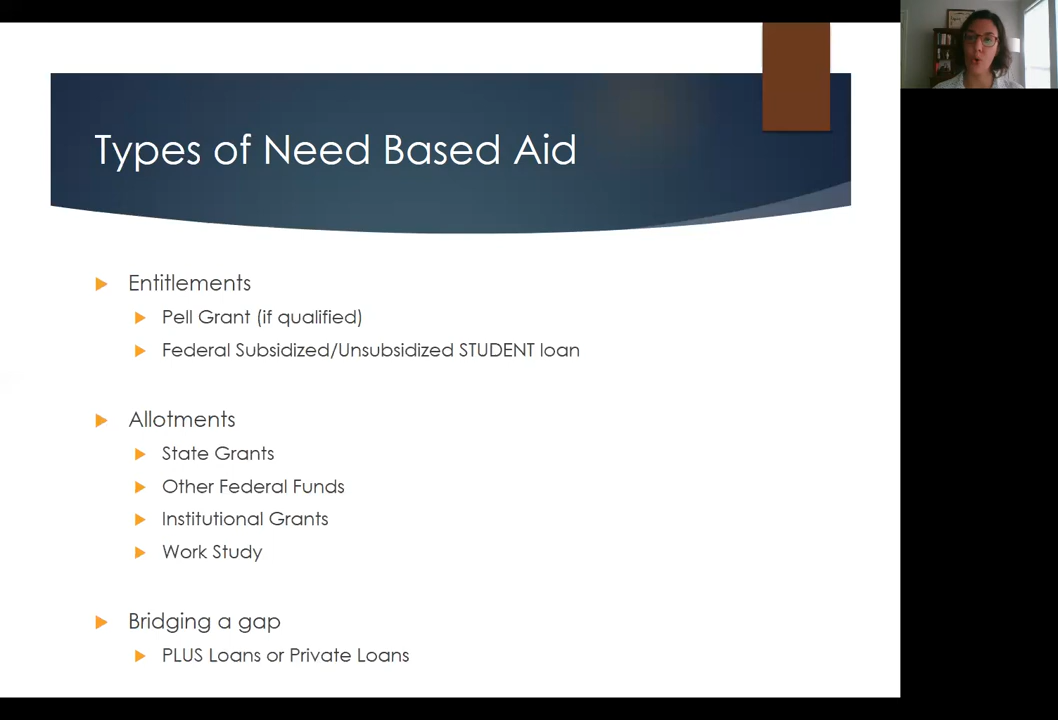 Types of Need Based Aid
Entitlements
Pell Grant (if qualified)
Federal Subsidized/Unsubsidized STUDENT loan
Allotments
State Grants
Other Federal Funds
Institutional Grants
Work Study
Bridging a gap
PLUS Loans or Private Loans